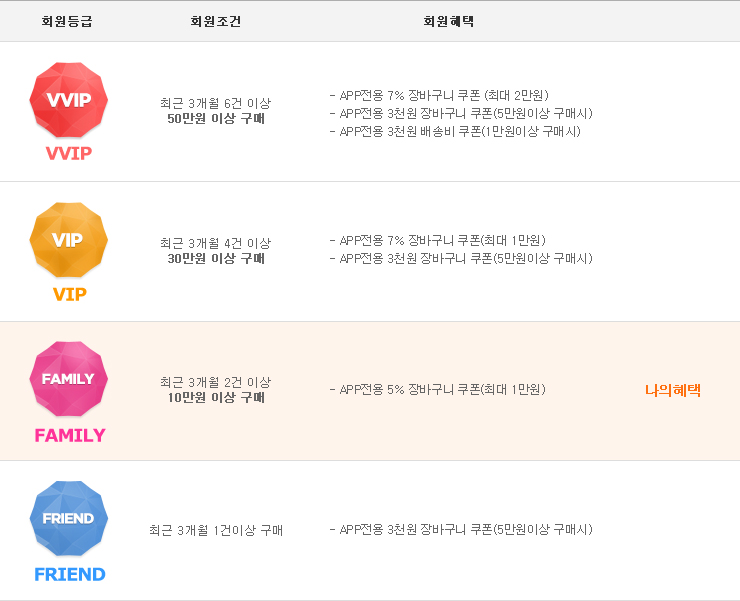 회원등급 회원조건 회원혜택
VVIP
VVIP
최근 3개월 6건 이상
50만원 이상 구매
- APP전용 7% 장바구니 쿠폰 (최대 2만원)
- APP전용 3천원 장바구니 쿠폰(5만원이상 구매시)
- APP전용 3천원 배송비 쿠폰(1만원이상 구매시)
VIP
VIP
최근 3개월 4건 이상
30만원 이상 구매
- APP전용 7% 장바구니 쿠폰(최대 1만원)
- APP전용 3천원 장바구니 쿠폰(5만원이상 구매시)
FAMILY
FAMILY
최근 3개월 2건 이상
10만원 이상 구매
- APP전용 5% 장바구니 쿠폰(최대 1만원)
나의혜택
FRIEND
FRIEND
최근 3개월 1건이상 구매
- APP전용 3천원 장바구니 쿠폰(5만원이상 구매시)